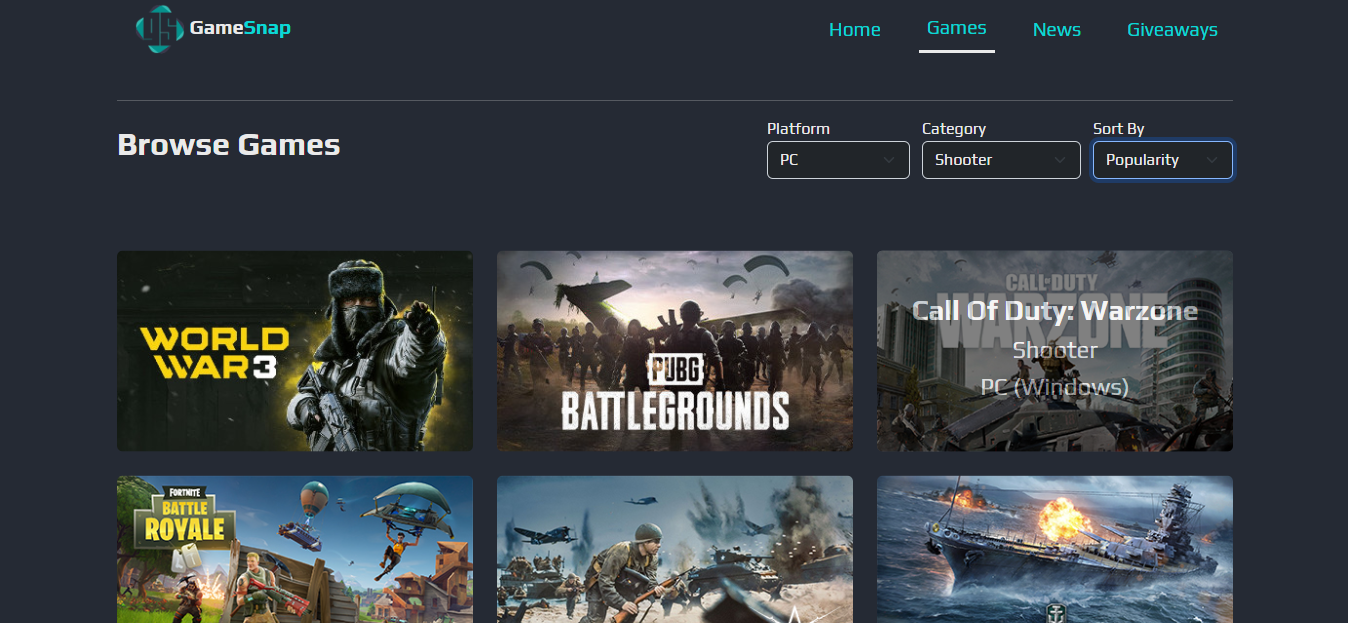 GameSnap
Home
Games
News
Giveaways
Browse Games
Platform
Category
Sort By
PC
Shooter
Popularity
WORLD
WAR 3
PUBG
BATTLEGROUNDS
CALL OF DUTY
WARZONE
Call Of Duty: Warzone
Shooter
PC (Windows)
FORTNITE
BATTLE
ROYALE